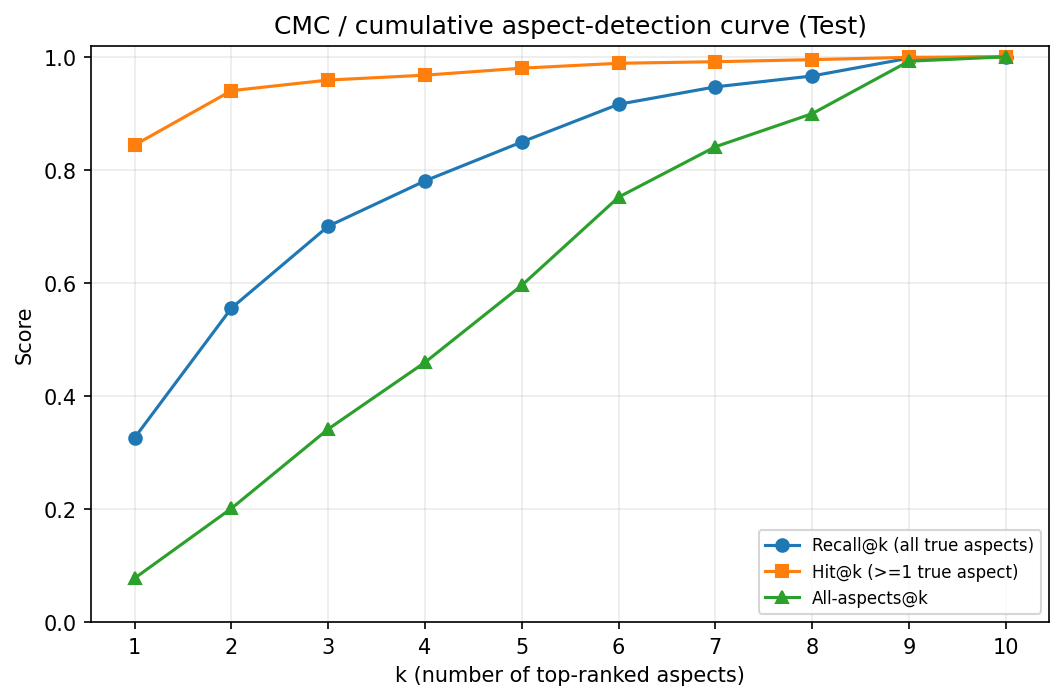 CMC / cumulative aspect-detection curve (Test)
1.0
0.8
0.6
0.4
0.2
0.0
Score
1 2 3 4 5 6 7 8 9 10
k (number of top-ranked aspects)
Recall@k (all true aspects)
Hit@k (>=1 true aspect)
All-aspects@k